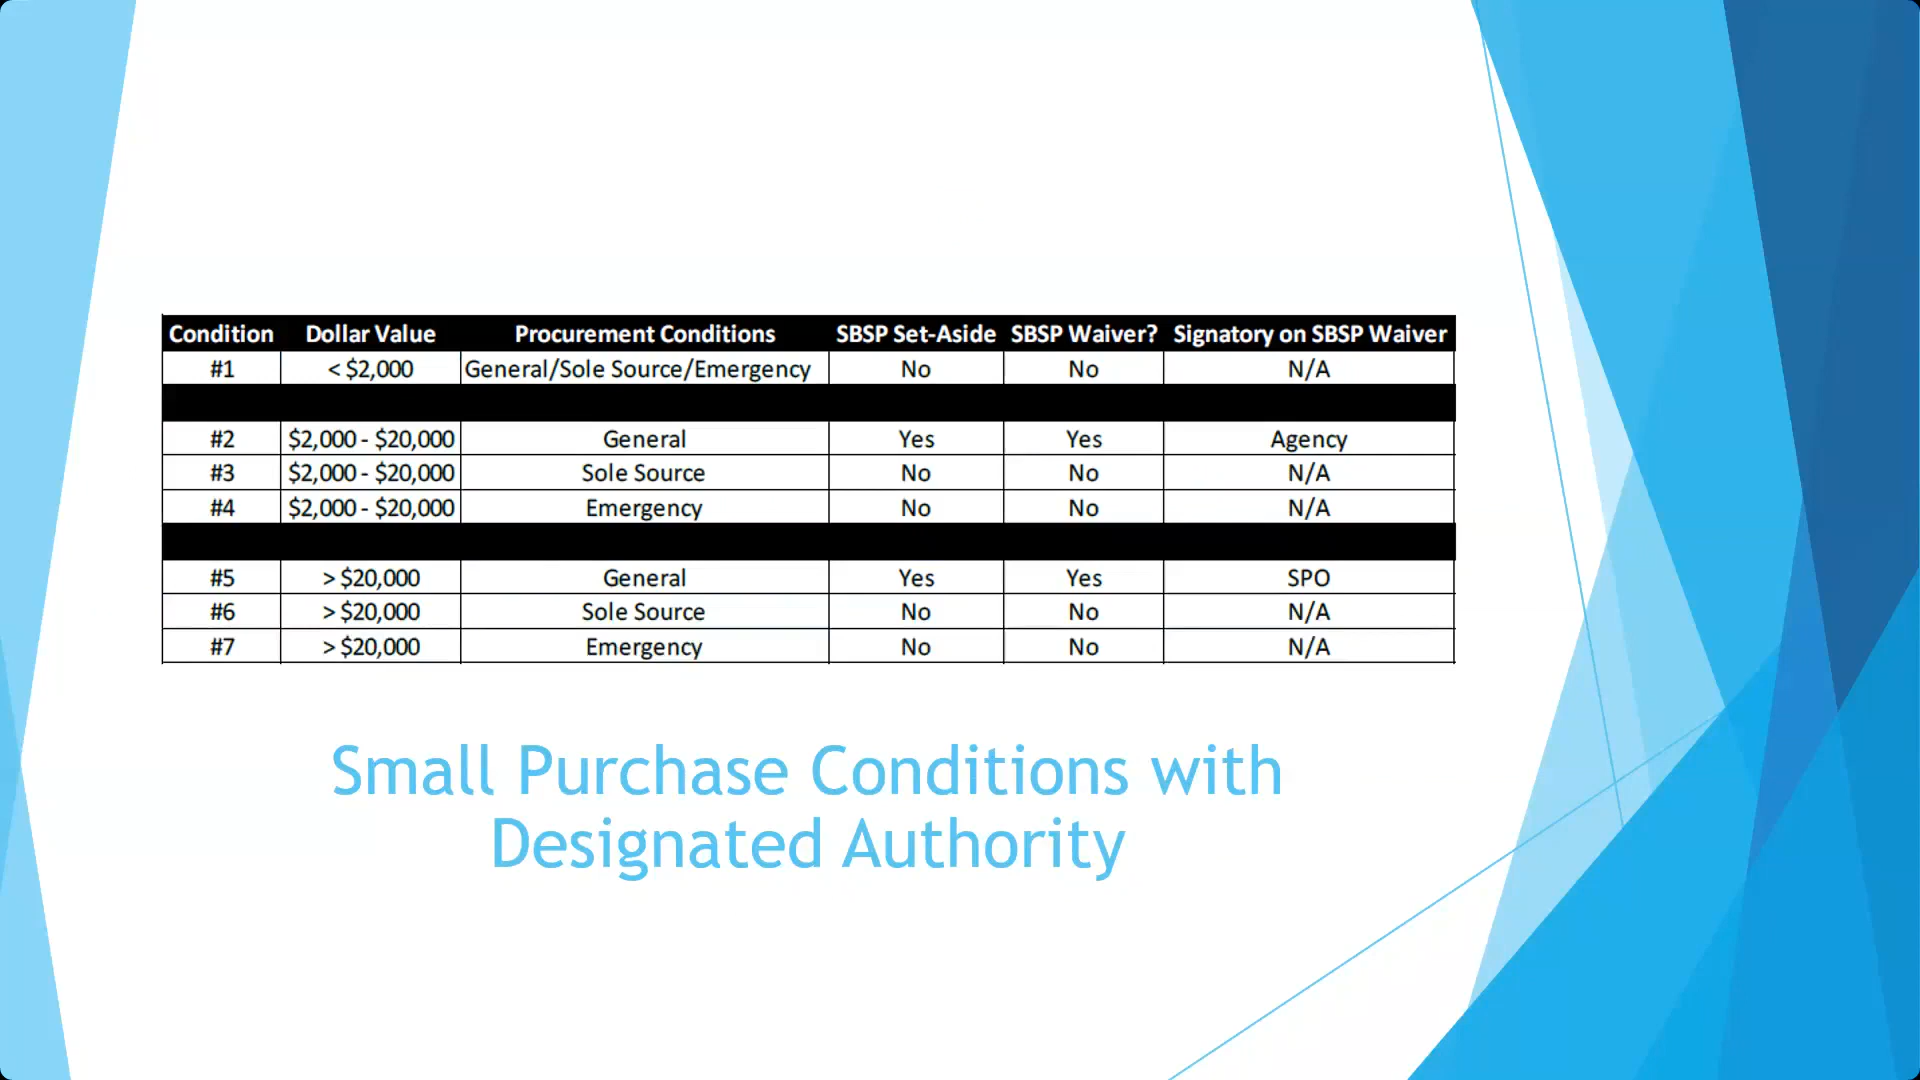 Condition Dollar Value Procurement Conditions SBSP Set-Aside SBSP Waiver? Signatory on SBSP Waiver
#1 < $2,000 General/Sole Source/Emergency No No N/A
#2 $2,000 - $20,000 General Yes Yes Agency
#3 $2,000 - $20,000 Sole Source No No N/A
#4 $2,000 - $20,000 Emergency No No N/A
#5 > $20,000 General Yes Yes SPO
#6 > $20,000 Sole Source No No N/A
#7 > $20,000 Emergency No No N/A
Small Purchase Conditions with
Designated Authority